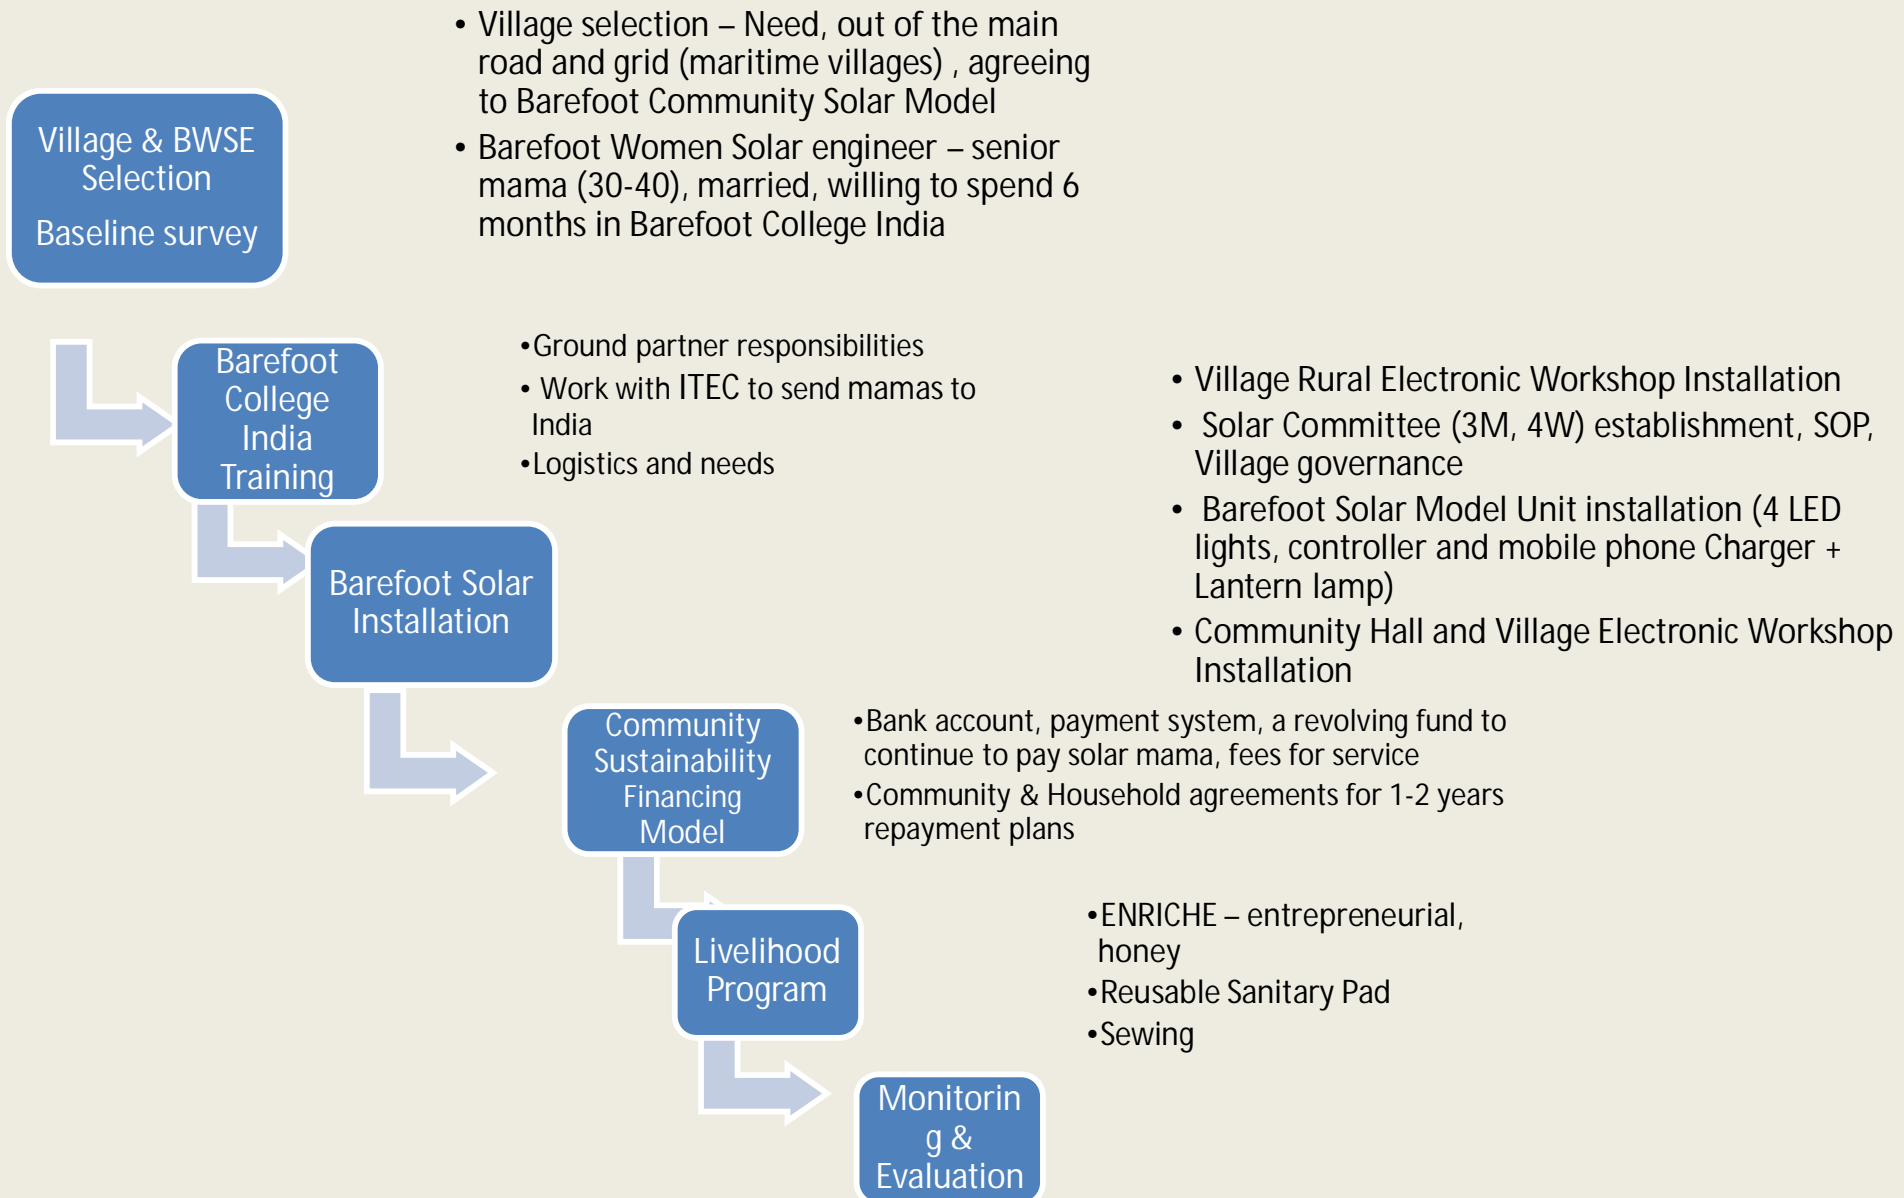 • Village selection – Need, out of the main
road and grid (maritime villages) , agreeing
to Barefoot Community Solar Model
• Barefoot Women Solar engineer – senior
mama (30-40), married, willing to spend 6
months in Barefoot College India
Village & BWSE
Selection
Baseline survey
Barefoot
College
India
Training
•Ground partner responsibilities
• Work with ITEC to send mamas to
India
•Logistics and needs
Barefoot Solar
Installation
• Village Rural Electronic Workshop Installation
• Solar Committee (3M, 4W) establishment, SOP,
Village governance
• Barefoot Solar Model Unit installation (4 LED
lights, controller and mobile phone Charger +
Lantern lamp)
• Community Hall and Village Electronic Workshop
Installation
Community
Sustainability
Financing
Model
•Bank account, payment system, a revolving fund to
continue to pay solar mama, fees for service
•Community & Household agreements for 1-2 years
repayment plans
Livelihood
Program
•ENRICHE – entrepreneurial,
honey
•Reusable Sanitary Pad
•Sewing
Monitorin
g &
Evaluation